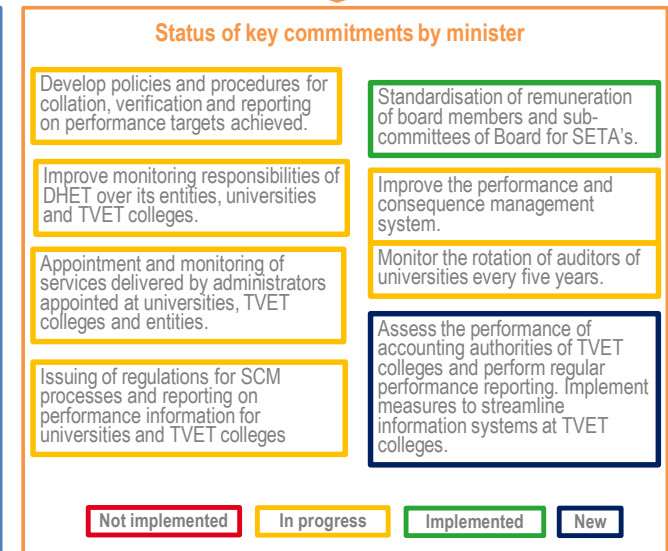 Status of key commitments by minister
Develop policies and procedures for
collation, verification and reporting
on performance targets achieved.
Improve monitoring responsibilities of
DHET over its entities, universities
and TVET colleges.
Appointment and monitoring of
services delivered by administrators
appointed at universities, TVET
colleges and entities.
Issuing of regulations for SCM
processes and reporting on
performance information for
universities and TVET colleges
Standardisation of remuneration
of board members and sub-
committees of Board for SETA's.
Improve the performance and
consequence management
system.
Monitor the rotation of auditors of
universities every five years.
Assess the performance of
accounting authorities of TVET
colleges and perform regular
performance reporting. Implement
measures to streamline
information systems at TVET
colleges.
Not implemented
In progress
Implemented
New